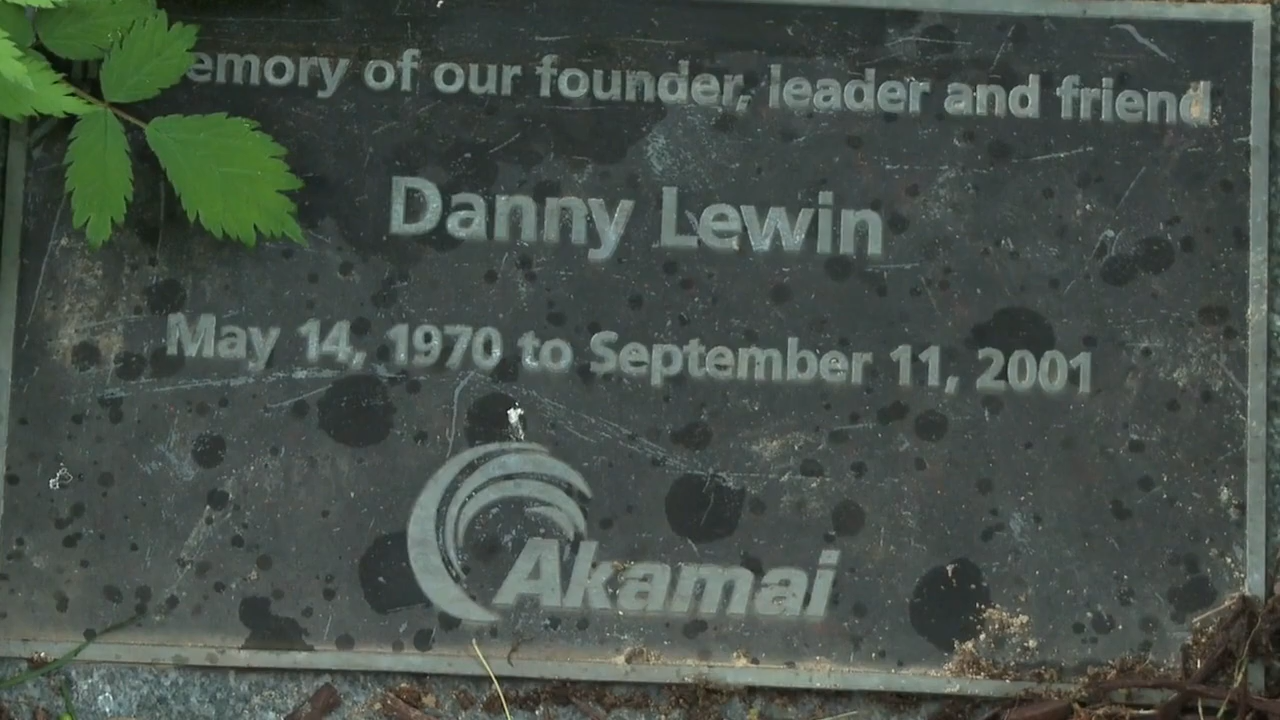 emory of our founder, leader and friend
Danny Lewin
May 14, 1970 to September 11, 2001
Akamai